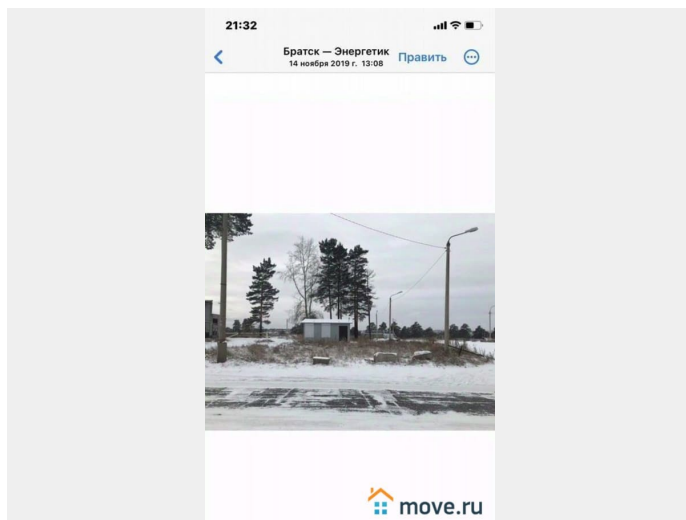 21:32
Братск — Энергетик
14 ноября 2019 г. 13:08
Править
move.ru